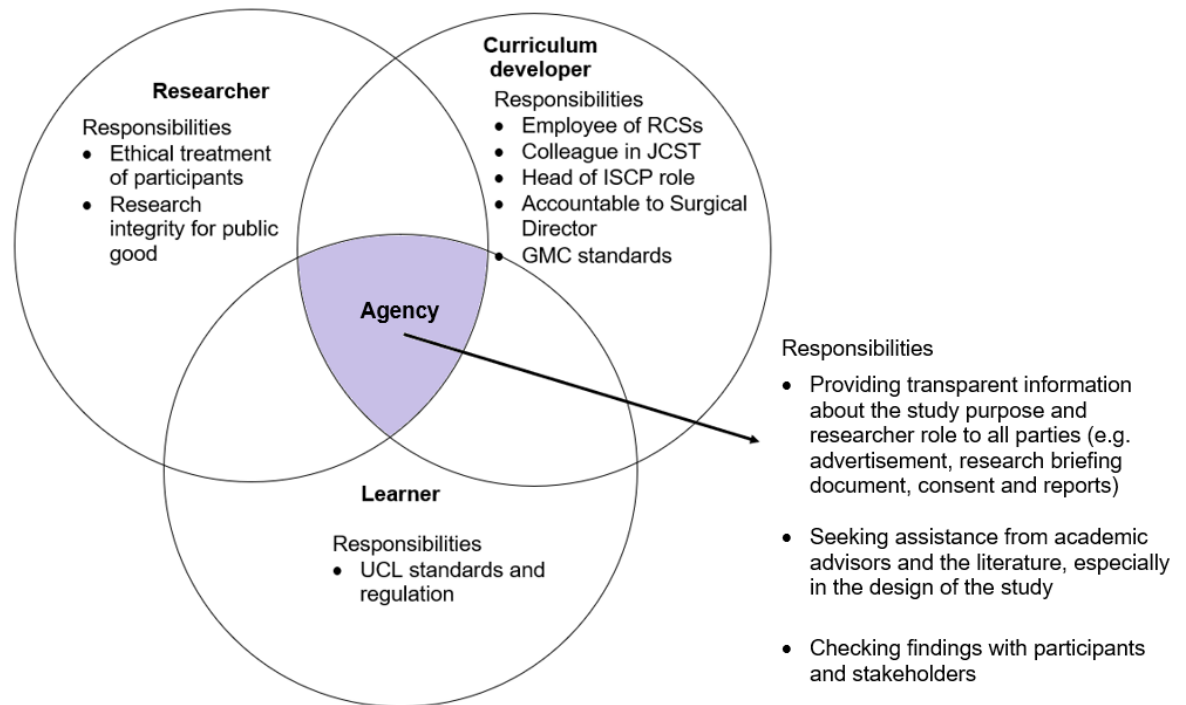 Researcher
Responsibilities
• Ethical treatment
of participants
• Research
integrity for public
good
Curriculum
developer
Responsibilities
• Employee of RCSs
• Colleague in JCST
• Head of ISCP role
• Accountable to Surgical
Director
• GMC standards
Agency
Learner
Responsibilities
• UCL standards and
regulation
Responsibilities
• Providing transparent information
about the study purpose and
researcher role to all parties (e.g.
advertisement, research briefing
document, consent and reports)
• Seeking assistance from academic
advisors and the literature, especially
in the design of the study
• Checking findings with participants
and stakeholders